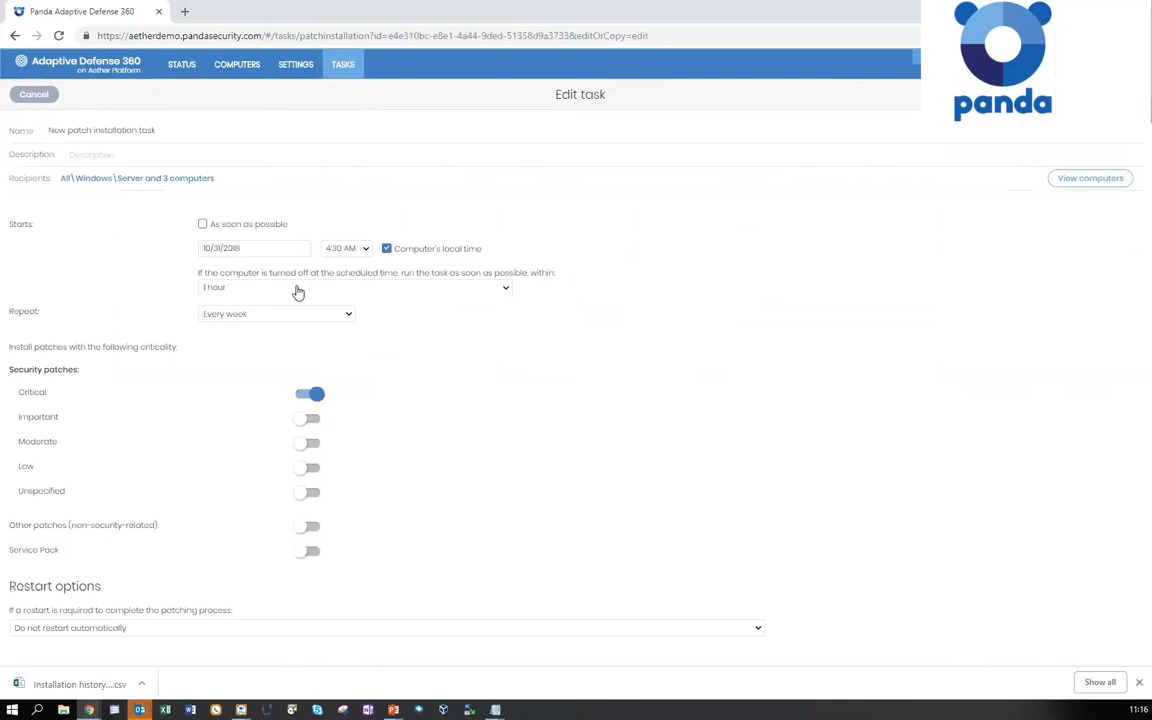 Panda Adaptive Defense 360
https://aetherdemo.pandasecurity.com/#/tasks/patchinstallation?id=e4e310bc-e8e1-4a44-9ded-51358d9a3733&editOrCopy=edit
Adaptive Defense 360
on Aether Platform
STATUS COMPUTERS SETTINGS TASKS
panda
Cancel
Edit task
Name New patch installation task
Description: Description
Recipients: All\Windows\Server and 3 computers
View computers
Starts: As soon as possible
10/31/2018 4:30 AM Computer's local time
If the computer is turned off at the scheduled time, run the task as soon as possible, within:
1 hour
Repeat: Every week
Install patches with the following criticality:
Security patches:
Critical
Important
Moderate
Low
Unspecified
Other patches (non-security-related):
Service Pack
Restart options
If a restart is required to complete the patching process:
Do not restart automatically
Installation history....csv
Show all
11:16